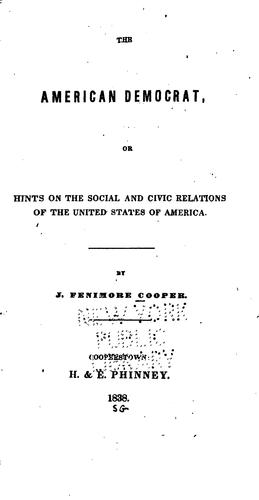 THE
AMERICAN DEMOCRAT,
OR
HINTS ON THE SOCIAL AND CIVIC RELATIONS
OF THE UNITED STATES OF AMERICA.
BY
J. FENIMORE COOPER.
NEW YORK
PUBLIC
COOPERSTOWN:
LIBRARY
H. & E. PHINNEY.
1838.
SG